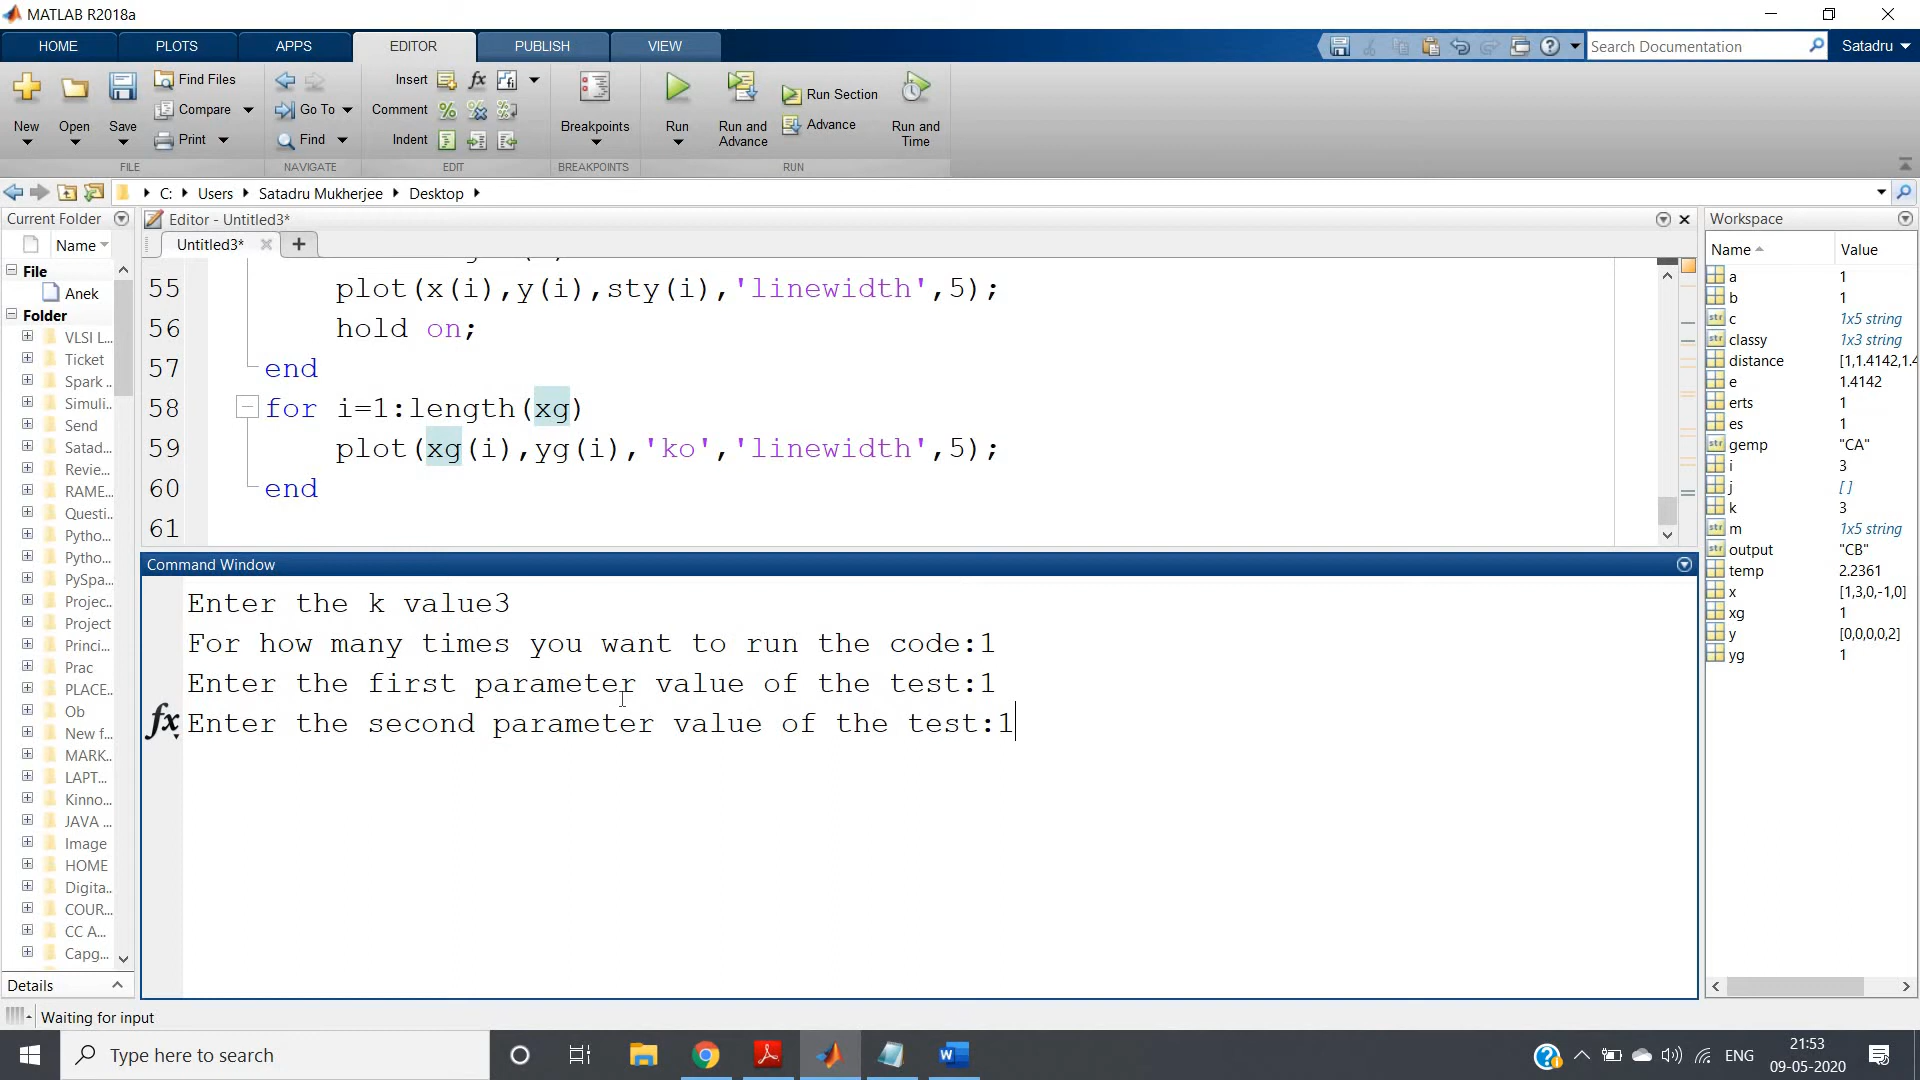 MATLAB R2018a
HOME PLOTS APPS EDITOR PUBLISH VIEW
Search Documentation
Satadru
New Open Save
Find Files
Compare
Print
Go To
Find
Insert
Comment
Indent
fx
Breakpoints
Run
Run and Advance
Run Section
Advance
Run and Time
FILE NAVIGATE EDIT BREAKPOINTS RUN
C: Users Satadru Mukherjee Desktop
Current Folder
Name
File
Anek
Folder
VLSI L...
Ticket
Spark ..
Simuli...
Send
Satad...
Revie...
RAME...
Questi...
Pytho...
Pytho...
PySpa...
Projec...
Project
Princi...
Prac
PLACE...
Ob
New f...
MARK...
LAPT...
Kinno...
JAVA ...
Image
HOME
Digita...
COUR...
CC A...
Capg...
Details
Editor - Untitled3*
Untitled3*
55 plot(x(i),y(i),sty(i),'linewidth',5);
56 hold on;
57 end
58 for i=1:length(xg)
59 plot(xg(i),yg(i),'ko','linewidth',5);
60 end
61
Command Window
Enter the k value3
For how many times you want to run the code:1
Enter the first parameter value of the test:1
fx Enter the second parameter value of the test:1
Workspace
Name Value
a 1
b 1
c 1x5 string
classy 1x3 string
distance [1,1.4142,1.4
e 1.4142
erts 1
es 1
gemp "CA"
i 3
j []
k 3
m 1x5 string
output "CB"
temp 2.2361
x [1,3,0,-1,0]
xg 1
y [0,0,0,0,2]
yg 1
Waiting for input
Type here to search
ENG
21:53
09-05-2020